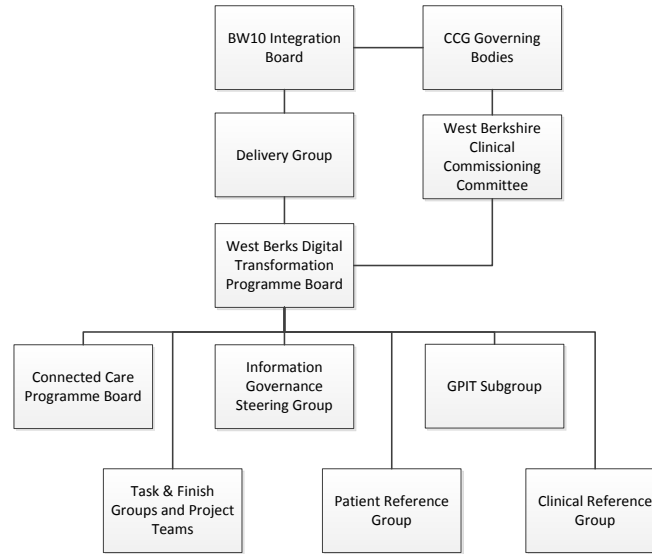 BW10 Integration
Board
CCG Governing
Bodies
Delivery Group
West Berkshire
Clinical
Commissioning
Committee
West Berks Digital
Transformation
Programme Board
Connected Care
Programme Board
Information
Governance
Steering Group
GPIT Subgroup
Task & Finish
Groups and Project
Teams
Patient Reference
Group
Clinical Reference
Group